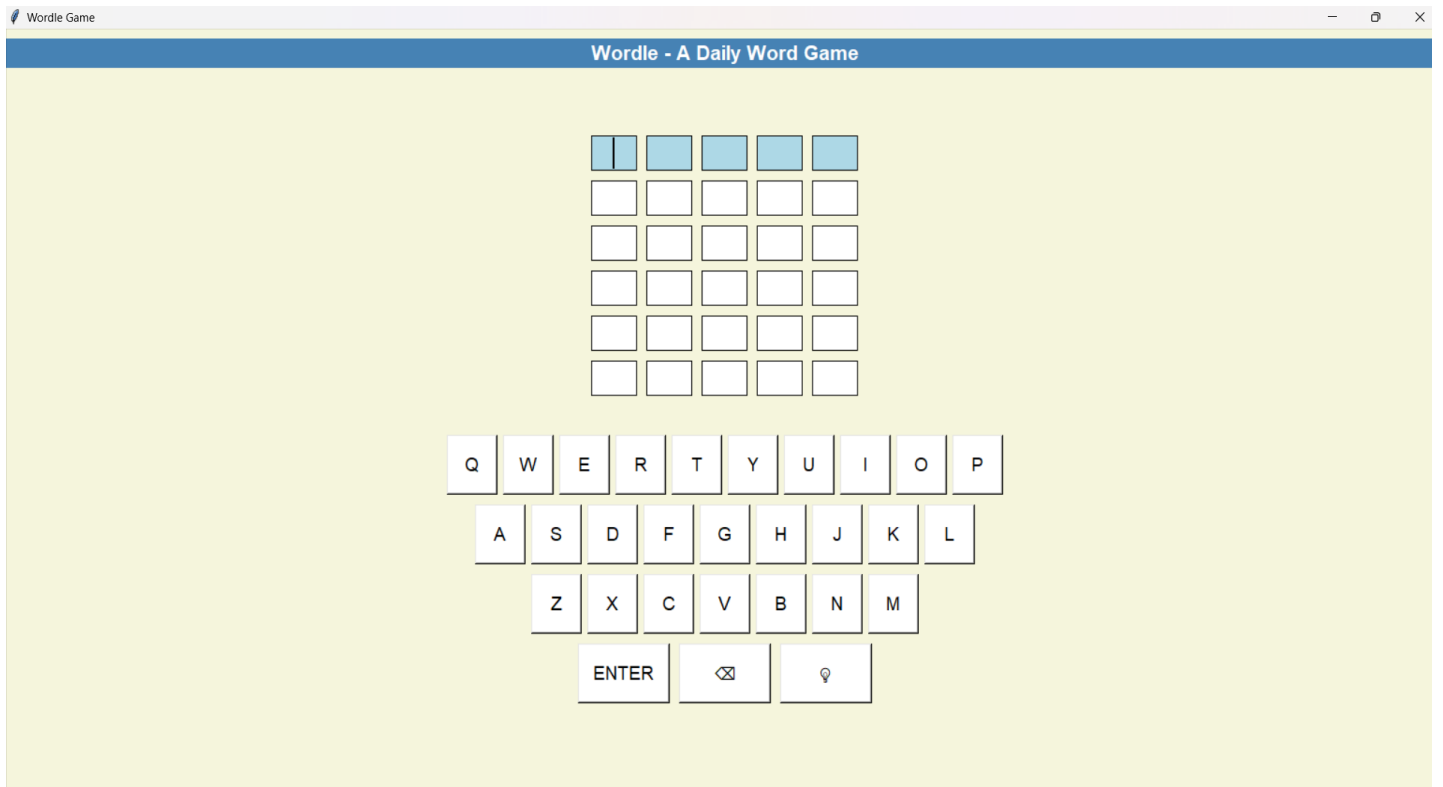 Wordle Game
Wordle - A Daily Word Game
Q W E R T Y U I O P
A S D F G H J K L
Z X C V B N M
ENTER